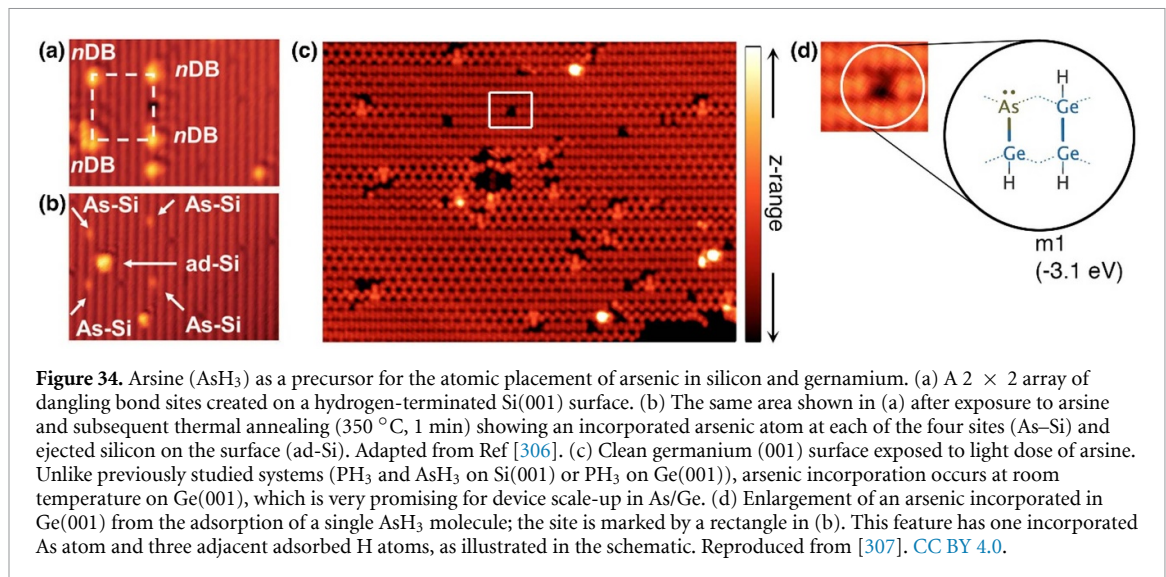 (a)
nDB
nDB
nDB
nDB
(b)
As-Si
As-Si
ad-Si
As-Si
As-Si
(c)
z-range
(d)
H
As
Ge
Ge
Ge
H
H
m1
(-3.1 eV)
Figure 34. Arsine (AsH₃) as a precursor for the atomic placement of arsenic in silicon and gernamium. (a) A 2 × 2 array of
dangling bond sites created on a hydrogen-terminated Si(001) surface. (b) The same area shown in (a) after exposure to arsine
and subsequent thermal annealing (350 °C, 1 min) showing an incorporated arsenic atom at each of the four sites (As–Si) and
ejected silicon on the surface (ad-Si). Adapted from Ref [306]. (c) Clean germanium (001) surface exposed to light dose of arsine.
Unlike previously studied systems (PH₃ and AsH₃ on Si(001) or PH₃ on Ge(001)), arsenic incorporation occurs at room
temperature on Ge(001), which is very promising for device scale-up in As/Ge. (d) Enlargement of an arsenic incorporated in
Ge(001) from the adsorption of a single AsH₃ molecule; the site is marked by a rectangle in (b). This feature has one incorporated
As atom and three adjacent adsorbed H atoms, as illustrated in the schematic. Reproduced from [307]. CC BY 4.0.